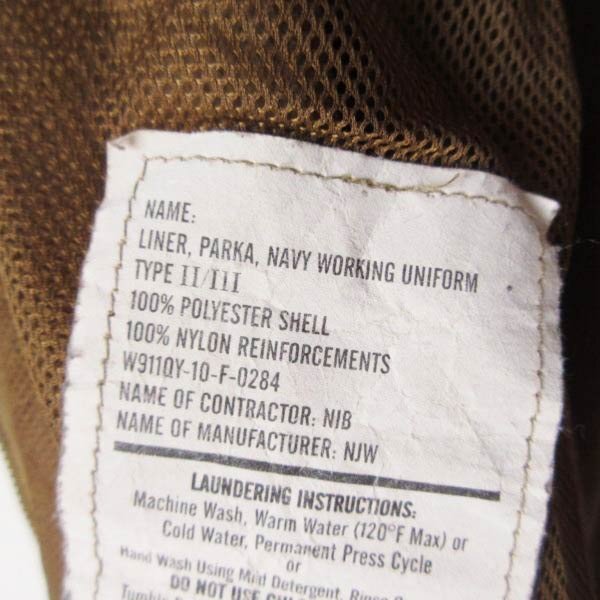 NAME:
LINER, PARKA, NAVY WORKING UNIFORM
TYPE II/III
100% POLYESTER SHELL
100% NYLON REINFORCEMENTS
W911QY-10-F-0284
NAME OF CONTRACTOR: NIB
NAME OF MANUFACTURER: NJW
LAUNDERING INSTRUCTIONS:
Machine Wash, Warm Water (120°F Max) or
Cold Water, Permanent Press Cycle
or
Hand Wash Using Mild Detergent, Rinse
DO NOT USE
Tumble